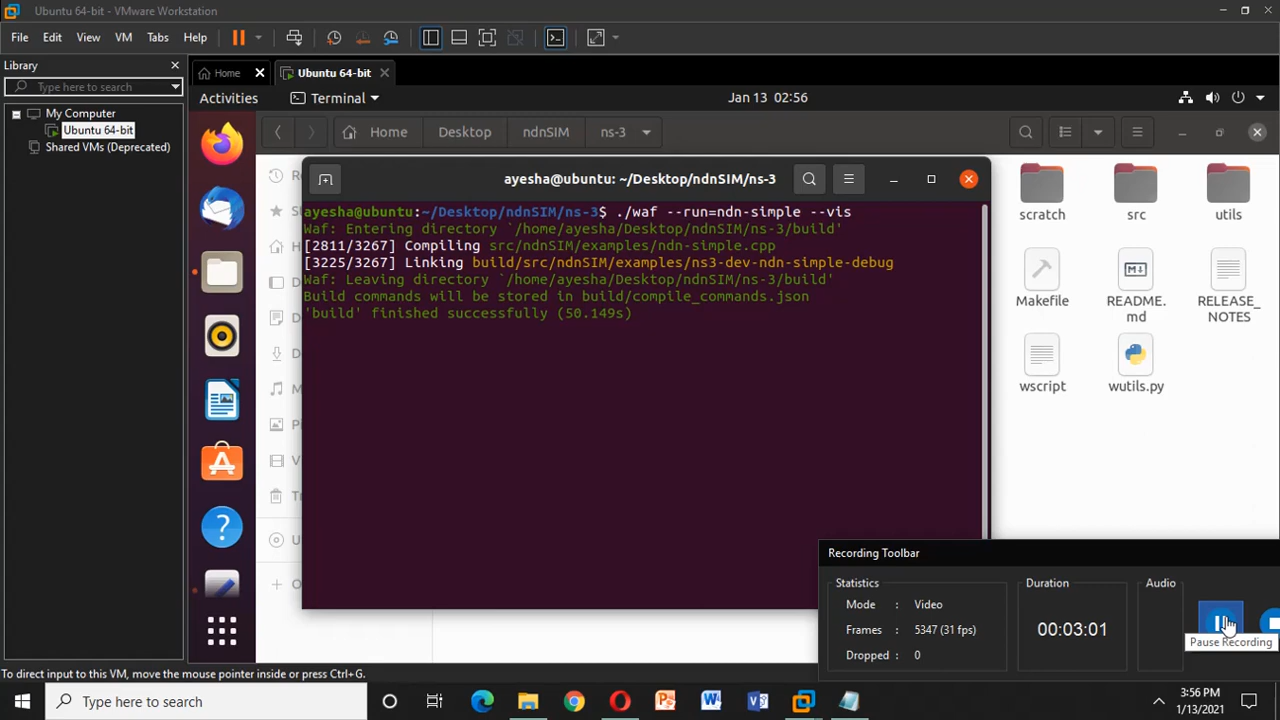 Ubuntu 64-bit - VMware Workstation
File Edit View VM Tabs Help
Library
Type here to search
My Computer
Ubuntu 64-bit
Shared VMs (Deprecated)
Home
Ubuntu 64-bit
Activities
Terminal
Jan 13 02:56
Home
Desktop
ndnSIM
ns-3
ayesha@ubuntu: ~/Desktop/ndnSIM/ns-3
ayesha@ubuntu:~/Desktop/ndnSIM/ns-3$ ./waf --run=ndn-simple --vis
Waf: Entering directory `/home/ayesha/Desktop/ndnSIM/ns-3/build'
[2811/3267] Compiling src/ndnSIM/examples/ndn-simple.cpp
[3225/3267] Linking build/src/ndnSIM/examples/ns3-dev-ndn-simple-debug
Waf: Leaving directory `/home/ayesha/Desktop/ndnSIM/ns-3/build'
Build commands will be stored in build/compile_commands.json
'build' finished successfully (50.149s)
scratch
src
utils
Makefile
README.
md
RELEASE_
NOTES
wscript
wutils.py
Recording Toolbar
Statistics
Mode : Video
Frames : 5347 (31 fps)
Dropped : 0
Duration
00:03:01
Audio
Pause Recording
To direct input to this VM, move the mouse pointer inside or press Ctrl+G.
Type here to search
3:56 PM
1/13/2021